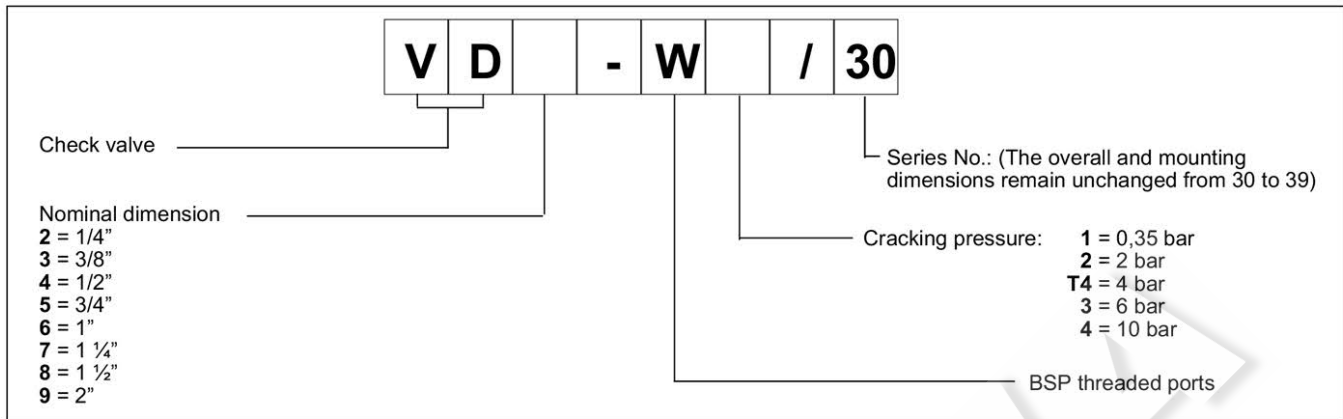 V D - W / 30
Check valve
Series No.: (The overall and mounting
dimensions remain unchanged from 30 to 39)
Nominal dimension
2 = 1/4”
3 = 3/8”
4 = 1/2”
5 = 3/4”
6 = 1”
7 = 1 ¼”
8 = 1 ½”
9 = 2”
Cracking pressure: 1 = 0,35 bar
2 = 2 bar
T4 = 4 bar
3 = 6 bar
4 = 10 bar
BSP threaded ports